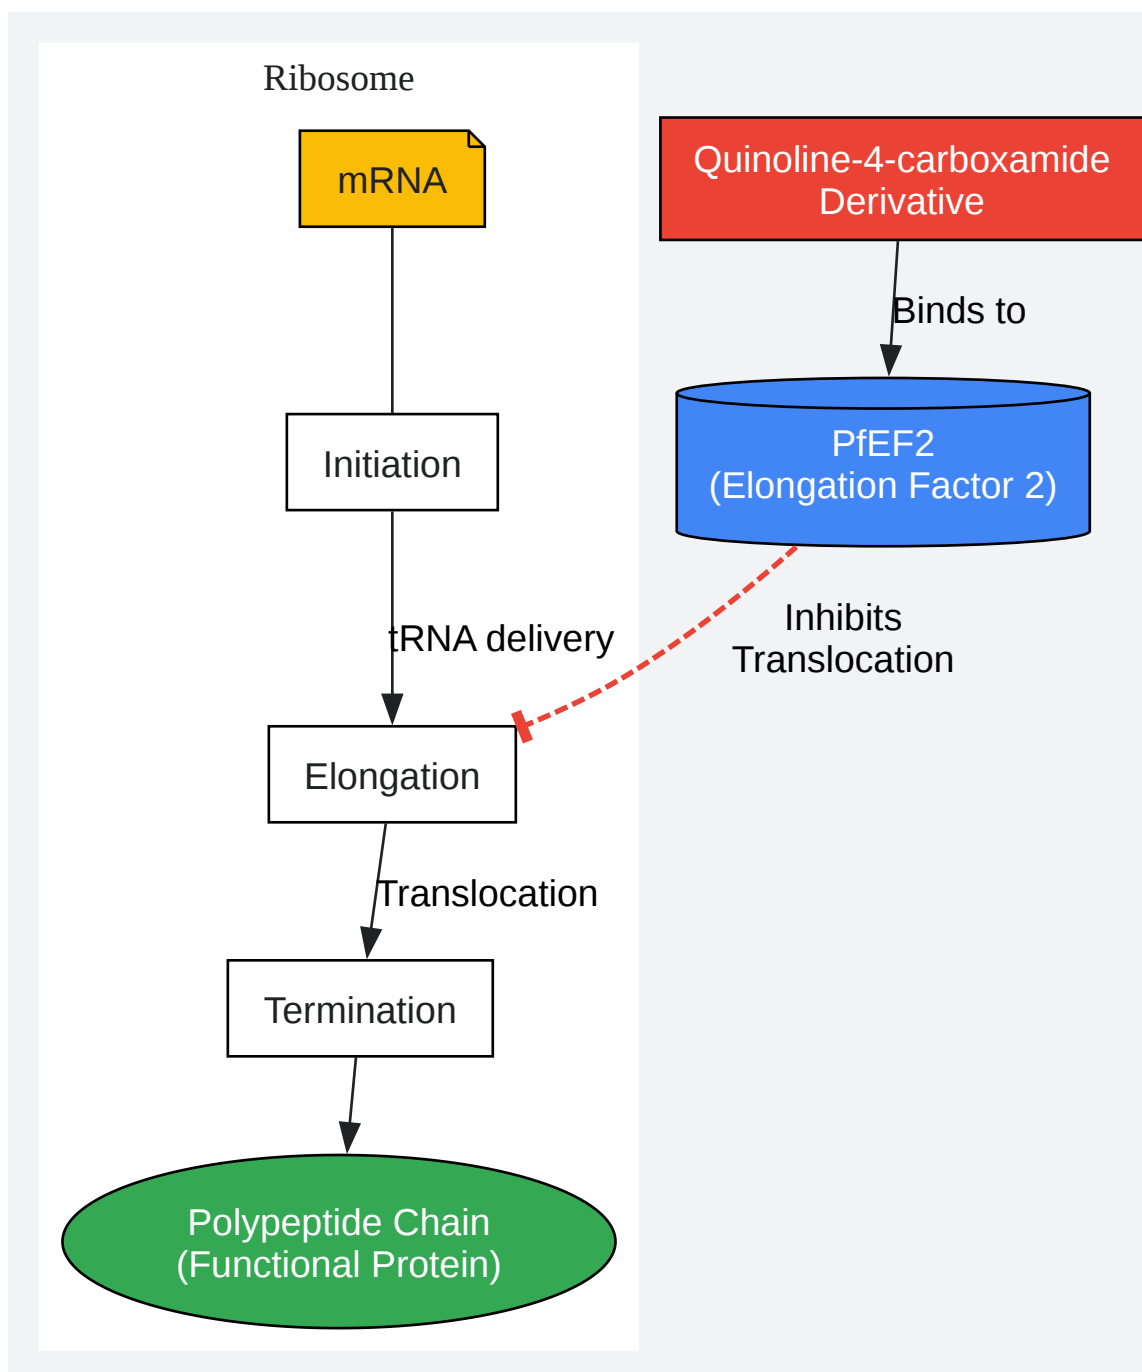 Ribosome
mRNA
Quinoline-4-carboxamide
Derivative
Binds to
PfEF2
(Elongation Factor 2)
Initiation
Inhibits
Translocation
tRNA delivery
Elongation
Translocation
Termination
Polypeptide Chain
(Functional Protein)